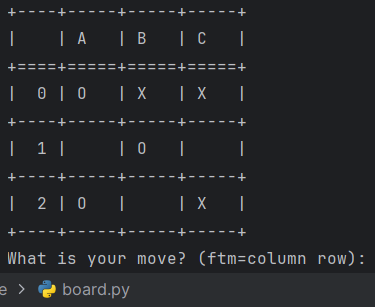 +----+-----+-----+-----+
|    | A   | B   | C   |
+====+=====+=====+=====+
|  0 | O   | X   | X   |
+----+-----+-----+-----+
|  1 |     | O   |     |
+----+-----+-----+-----+
|  2 | O   |     | X   |
+----+-----+-----+-----+
What is your move? (ftm=column row):
e > board.py